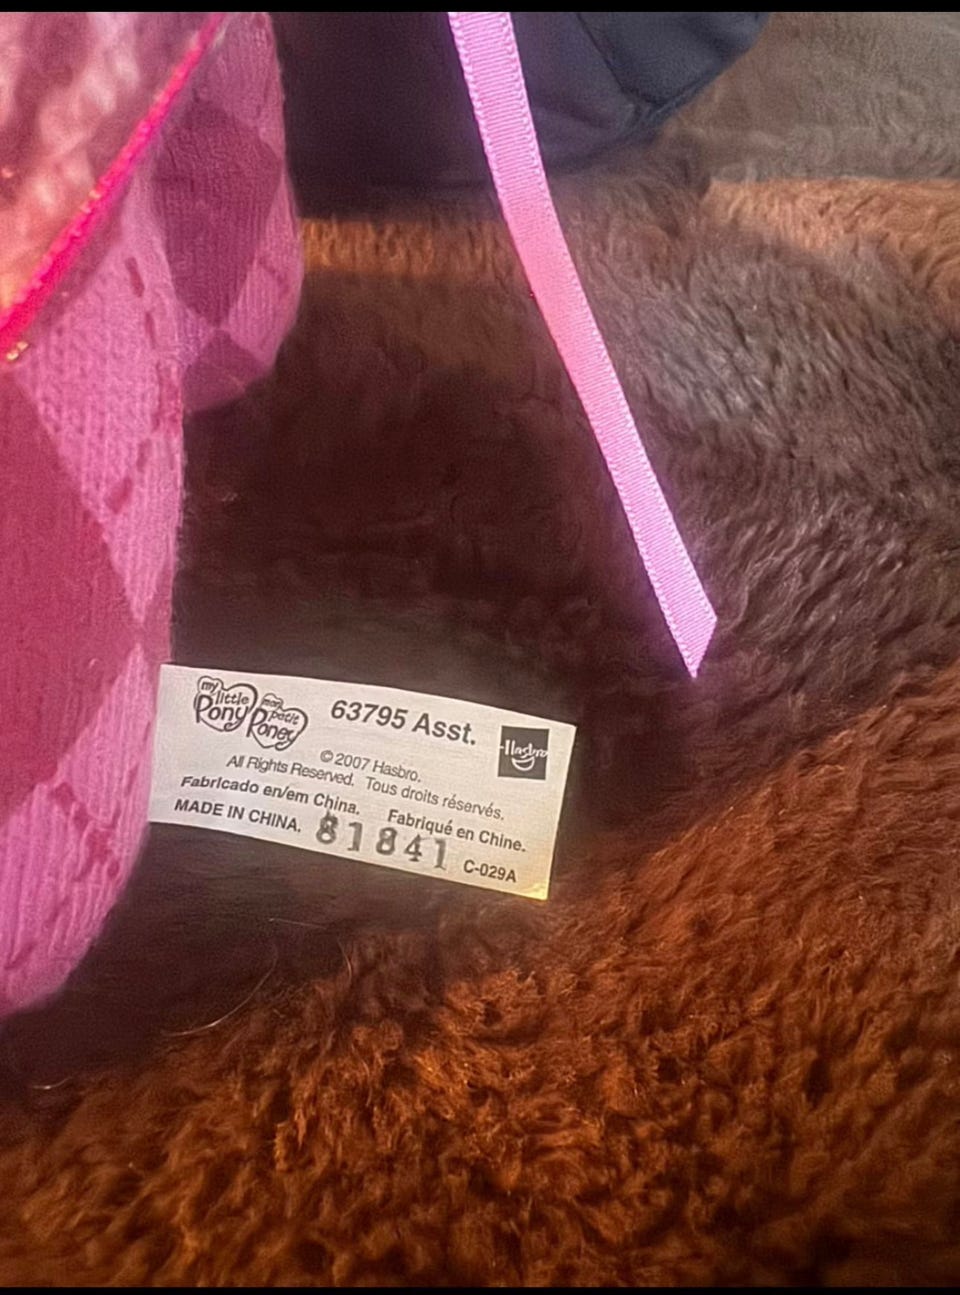 my little Pony
mon petit Poney
63795 Asst.
Hasbro
© 2007 Hasbro.
All Rights Reserved. Tous droits réservés.
Fabricado en/em China. Fabriqué en Chine.
MADE IN CHINA. 81841 C-029A